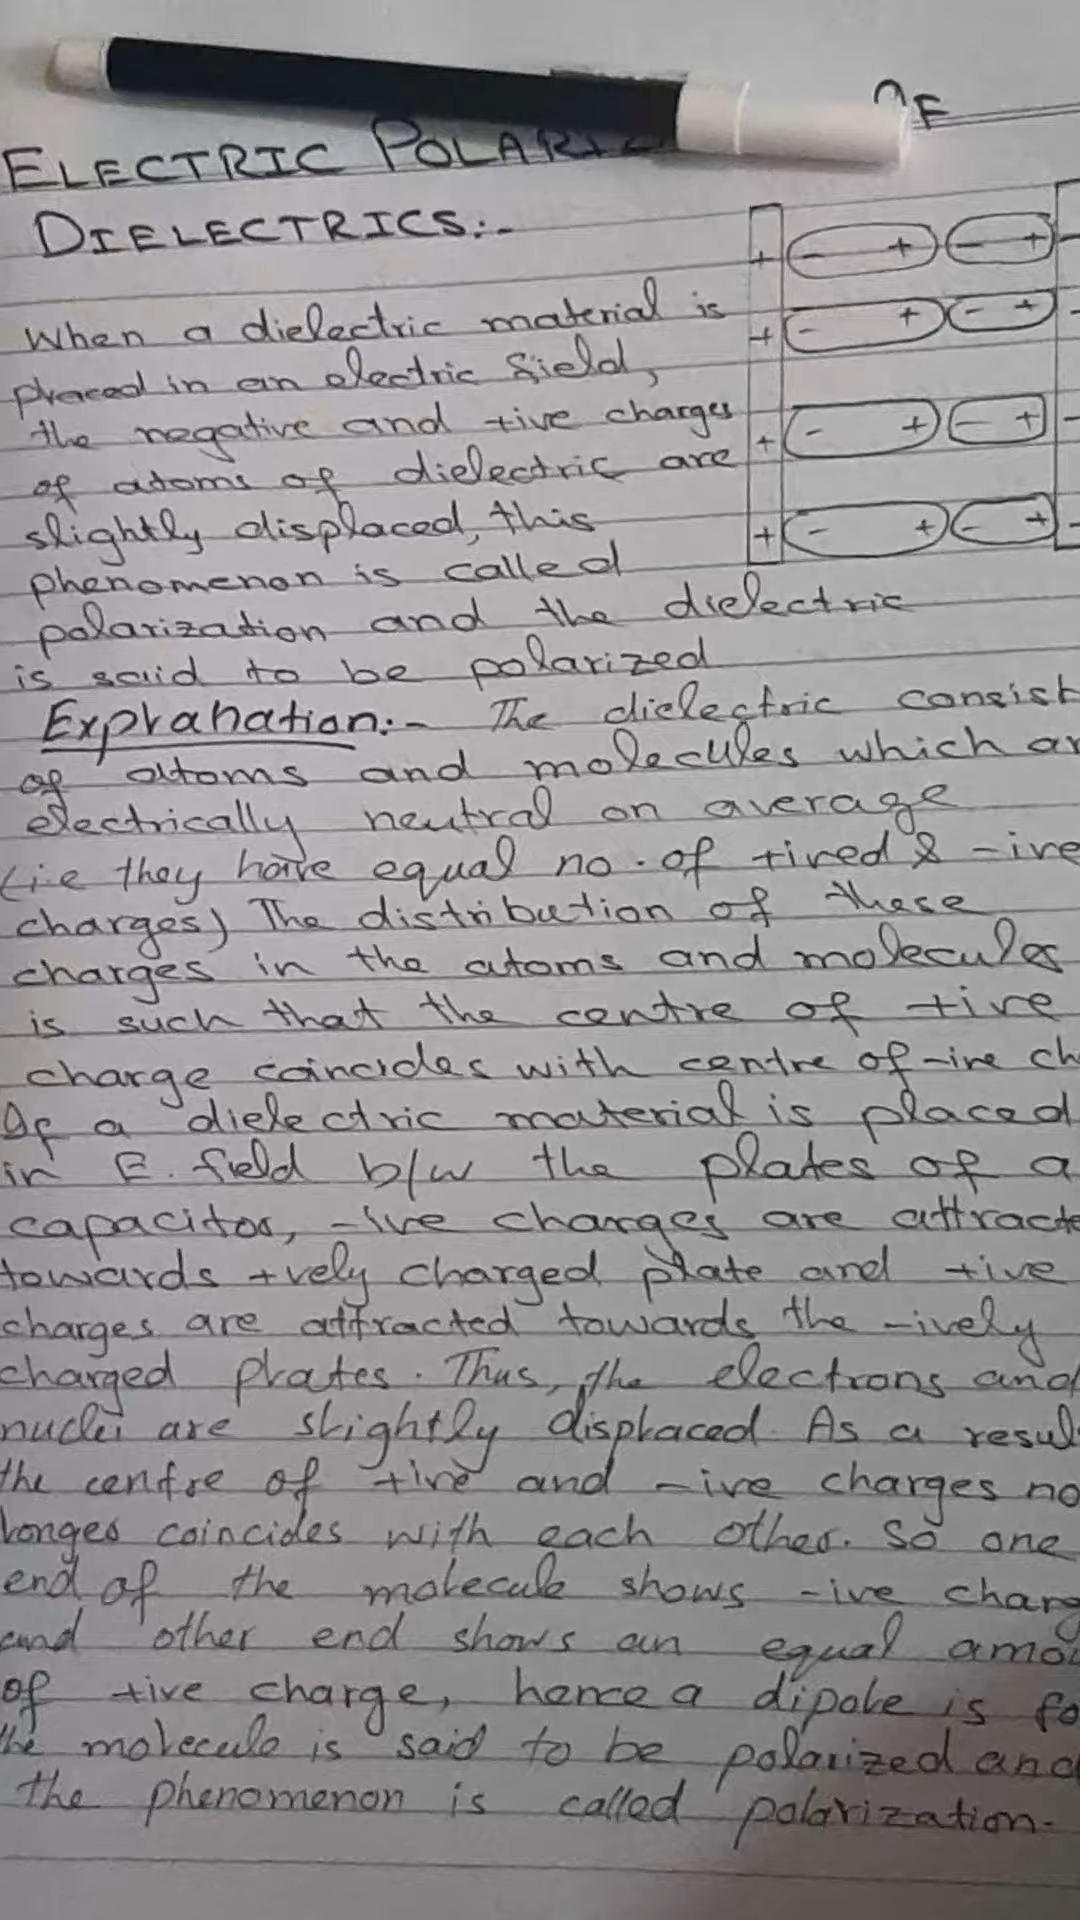 ELECTRIC POLARIZ
F
DIELECTRICS:-
When a dielectric material is
placed in an electric field,
the negative and +ive charges
of atoms of dielectric are
slightly displaced, this
phenomenon is called
polarization and the dielectric
is said to be polarized
Explanation:- The dielectric consist
of atoms and molecules which ar
electrically neutral on average
(i.e they have equal no. of +ived & -ive
charges) The distribution of these
charges in the atoms and molecules
is such that the centre of +ive
charge coincides with centre of -ive ch
If a dielectric material is placed
in E. field b/w the plates of a
capacitor, -ive charges are attracte
towards +vely charged plate and +ive
charges are attracted towards the -ively
charged plates. Thus, the electrons and
nuclei are slightly displaced. As a resul
the centre of +ive and -ive charges no
longer coincides with each other. So one
end of the molecule shows -ive charg
and other end shows an equal amou
of +ive charge, hence a dipole is fo
the molecule is said to be polarized and
the phenomenon is called polarization.
+ - + - + -
+ - + - + -
+ - + - + -
+ - + - + -